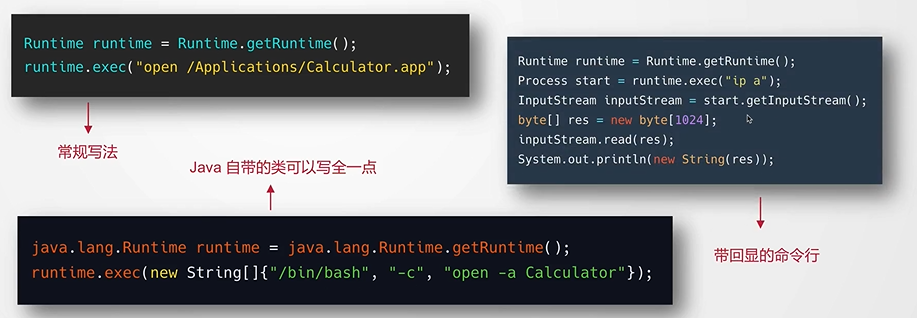 Runtime runtime = Runtime.getRuntime();
runtime.exec("open /Applications/Calculator.app");
常规写法
Runtime runtime = Runtime.getRuntime();
Process start = runtime.exec("ip a");
InputStream inputStream = start.getInputStream();
byte[] res = new byte[1024];
inputStream.read(res);
System.out.println(new String(res));
带回显的命令行
Java 自带的类可以写全一点
java.lang.Runtime runtime = java.lang.Runtime.getRuntime();
runtime.exec(new String[]{"/bin/bash", "-c", "open -a Calculator"});